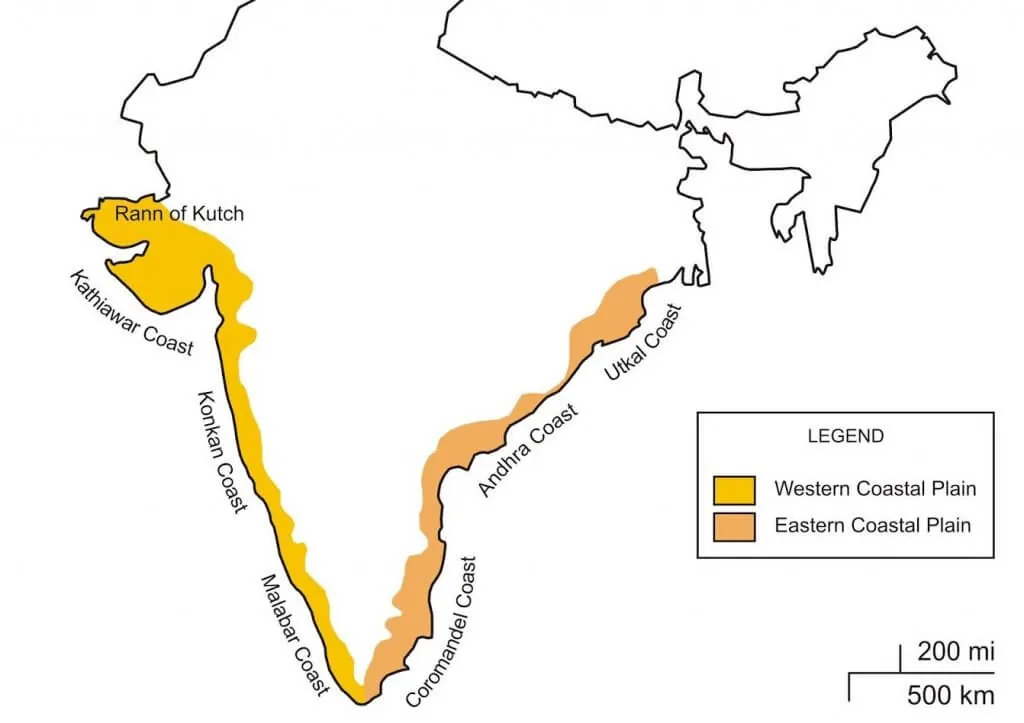 Rann of Kutch
Kathiawar Coast
Konkan Coast
Malabar Coast
Coromandel Coast
Andhra Coast
Utkal Coast
LEGEND
Western Coastal Plain
Eastern Coastal Plain
200 mi
500 km